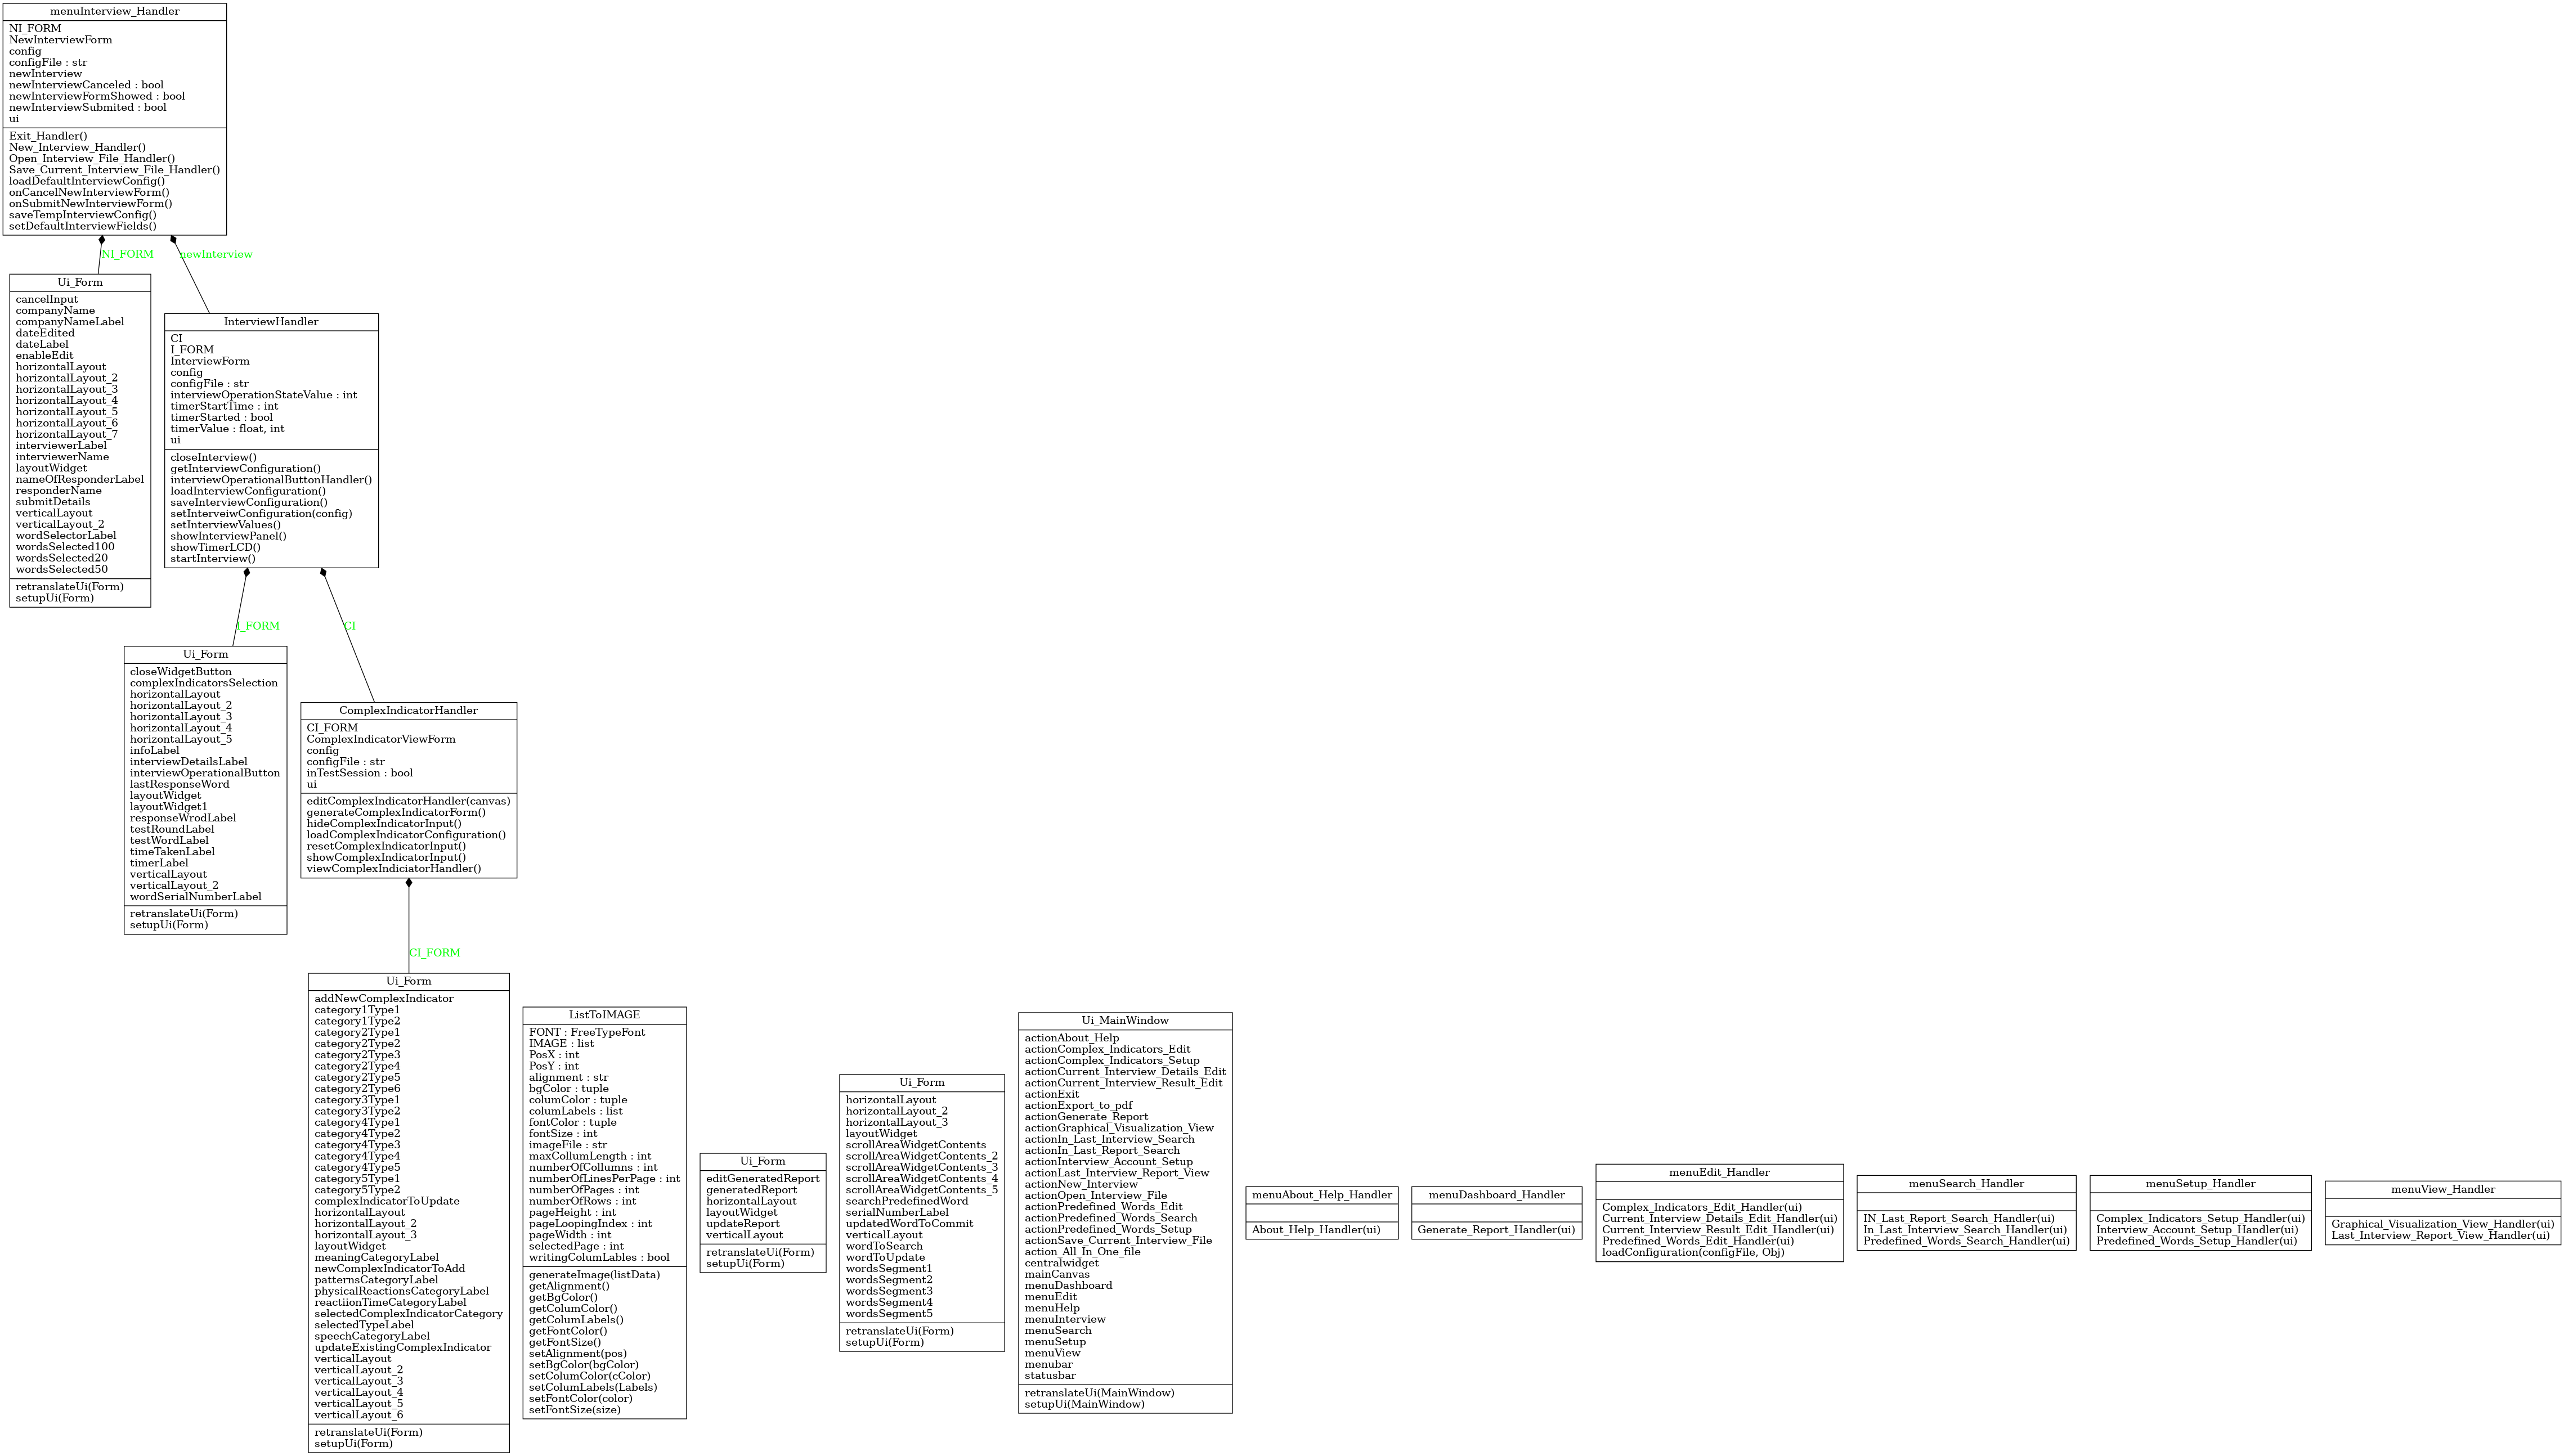 menuInterview_Handler
NI_FORM
NewInterviewForm
config
configFile : str
newInterview
newInterviewCanceled : bool
newInterviewFormShowed : bool
newInterviewSubmited : bool
ui
Exit_Handler()
New_Interview_Handler()
Open_Interview_File_Handler()
Save_Current_Interview_File_Handler()
loadDefaultInterviewConfig()
onCancelNewInterviewForm()
onSubmitNewInterviewForm()
saveTempInterviewConfig()
setDefaultInterviewFields()
NI_FORM
newInterview
Ui_Form
cancelInput
companyName
companyNameLabel
dateEdited
dateLabel
enableEdit
horizontalLayout
horizontalLayout_2
horizontalLayout_3
horizontalLayout_4
horizontalLayout_5
horizontalLayout_6
horizontalLayout_7
interviewerLabel
interviewerName
layoutWidget
nameOfResponderLabel
responderName
submitDetails
verticalLayout
verticalLayout_2
wordSelectorLabel
wordsSelected100
wordsSelected20
wordsSelected50
retranslateUi(Form)
setupUi(Form)
InterviewHandler
CI
I_FORM
InterviewForm
config
configFile : str
interviewOperationStateValue : int
timerStartTime : int
timerStarted : bool
timerValue : float, int
ui
closeInterview()
getInterviewConfiguration()
interviewOperationalButtonHandler()
loadInterviewConfiguration()
saveInterviewConfiguration()
setInterveiwConfiguration(config)
setInterviewValues()
showInterviewPanel()
showTimerLCD()
startInterview()
I_FORM
CI
Ui_Form
closeWidgetButton
complexIndicatorsSelection
horizontalLayout
horizontalLayout_2
horizontalLayout_3
horizontalLayout_4
horizontalLayout_5
infoLabel
interviewDetailsLabel
interviewOperationalButton
lastResponseWord
layoutWidget
layoutWidget1
responseWrodLabel
testRoundLabel
testWordLabel
timeTakenLabel
timerLabel
verticalLayout
verticalLayout_2
wordSerialNumberLabel
retranslateUi(Form)
setupUi(Form)
ComplexIndicatorHandler
CI_FORM
ComplexIndicatorViewForm
config
configFile : str
inTestSession : bool
ui
editComplexIndicatorHandler(canvas)
generateComplexIndicatorForm()
hideComplexIndicatorInput()
loadComplexIndicatorConfiguration()
resetComplexIndicatorInput()
showComplexIndicatorInput()
viewComplexIndiciatorHandler()
CI_FORM
Ui_Form
addNewComplexIndicator
category1Type1
category1Type2
category2Type1
category2Type2
category2Type3
category2Type4
category2Type5
category2Type6
category3Type1
category3Type2
category4Type1
category4Type2
category4Type3
category4Type4
category4Type5
category5Type1
category5Type2
complexIndicatorToUpdate
horizontalLayout
horizontalLayout_2
horizontalLayout_3
layoutWidget
meaningCategoryLabel
newComplexIndicatorToAdd
patternsCategoryLabel
physicalReactionsCategoryLabel
reactiionTimeCategoryLabel
selectedComplexIndicatorCategory
selectedTypeLabel
speechCategoryLabel
updateExistingComplexIndicator
verticalLayout
verticalLayout_2
verticalLayout_3
verticalLayout_4
verticalLayout_5
verticalLayout_6
retranslateUi(Form)
setupUi(Form)
ListToIMAGE
FONT : FreeTypeFont
IMAGE : list
PosX : int
PosY : int
alignment : str
bgColor : tuple
columColor : tuple
columLabels : list
fontColor : tuple
fontSize : int
imageFile : str
maxCollumLength : int
numberOfCollumns : int
numberOfLinesPerPage : int
numberOfPages : int
numberOfRows : int
pageHeight : int
pageLoopingIndex : int
pageWidth : int
selectedPage : int
writingColumLables : bool
generateImage(listData)
getAlignment()
getBgColor()
getColumColor()
getColumLabels()
getFontColor()
getFontSize()
setAlignment(pos)
setBgColor(bgColor)
setColumColor(cColor)
setColumLabels(Labels)
setFontColor(color)
setFontSize(size)
Ui_Form
editGeneratedReport
generatedReport
horizontalLayout
layoutWidget
updateReport
verticalLayout
retranslateUi(Form)
setupUi(Form)
Ui_Form
horizontalLayout
horizontalLayout_2
horizontalLayout_3
layoutWidget
scrollAreaWidgetContents
scrollAreaWidgetContents_2
scrollAreaWidgetContents_3
scrollAreaWidgetContents_4
scrollAreaWidgetContents_5
searchPredefinedWord
serialNumberLabel
updatedWordToCommit
verticalLayout
wordToSearch
wordToUpdate
wordsSegment1
wordsSegment2
wordsSegment3
wordsSegment4
wordsSegment5
retranslateUi(Form)
setupUi(Form)
Ui_MainWindow
actionAbout_Help
actionComplex_Indicators_Edit
actionComplex_Indicators_Setup
actionCurrent_Interview_Details_Edit
actionCurrent_Interview_Result_Edit
actionExit
actionExport_to_pdf
actionGenerate_Report
actionGraphical_Visualization_View
actionIn_Last_Interview_Search
actionIn_Last_Report_Search
actionInterview_Account_Setup
actionLast_Interview_Report_View
actionNew_Interview
actionOpen_Interview_File
actionPredefined_Words_Edit
actionPredefined_Words_Search
actionPredefined_Words_Setup
actionSave_Current_Interview_File
action_All_In_One_file
centralwidget
mainCanvas
menuDashboard
menuEdit
menuHelp
menuInterview
menuSearch
menuSetup
menuView
menubar
statusbar
retranslateUi(MainWindow)
setupUi(MainWindow)
menuAbout_Help_Handler
About_Help_Handler(ui)
menuDashboard_Handler
Generate_Report_Handler(ui)
menuEdit_Handler
Complex_Indicators_Edit_Handler(ui)
Current_Interview_Details_Edit_Handler(ui)
Current_Interview_Result_Edit_Handler(ui)
Predefined_Words_Edit_Handler(ui)
loadConfiguration(configFile, Obj)
menuSearch_Handler
IN_Last_Report_Search_Handler(ui)
In_Last_Interview_Search_Handler(ui)
Predefined_Words_Search_Handler(ui)
menuSetup_Handler
Complex_Indicators_Setup_Handler(ui)
Interview_Account_Setup_Handler(ui)
Predefined_Words_Setup_Handler(ui)
menuView_Handler
Graphical_Visualization_View_Handler(ui)
Last_Interview_Report_View_Handler(ui)